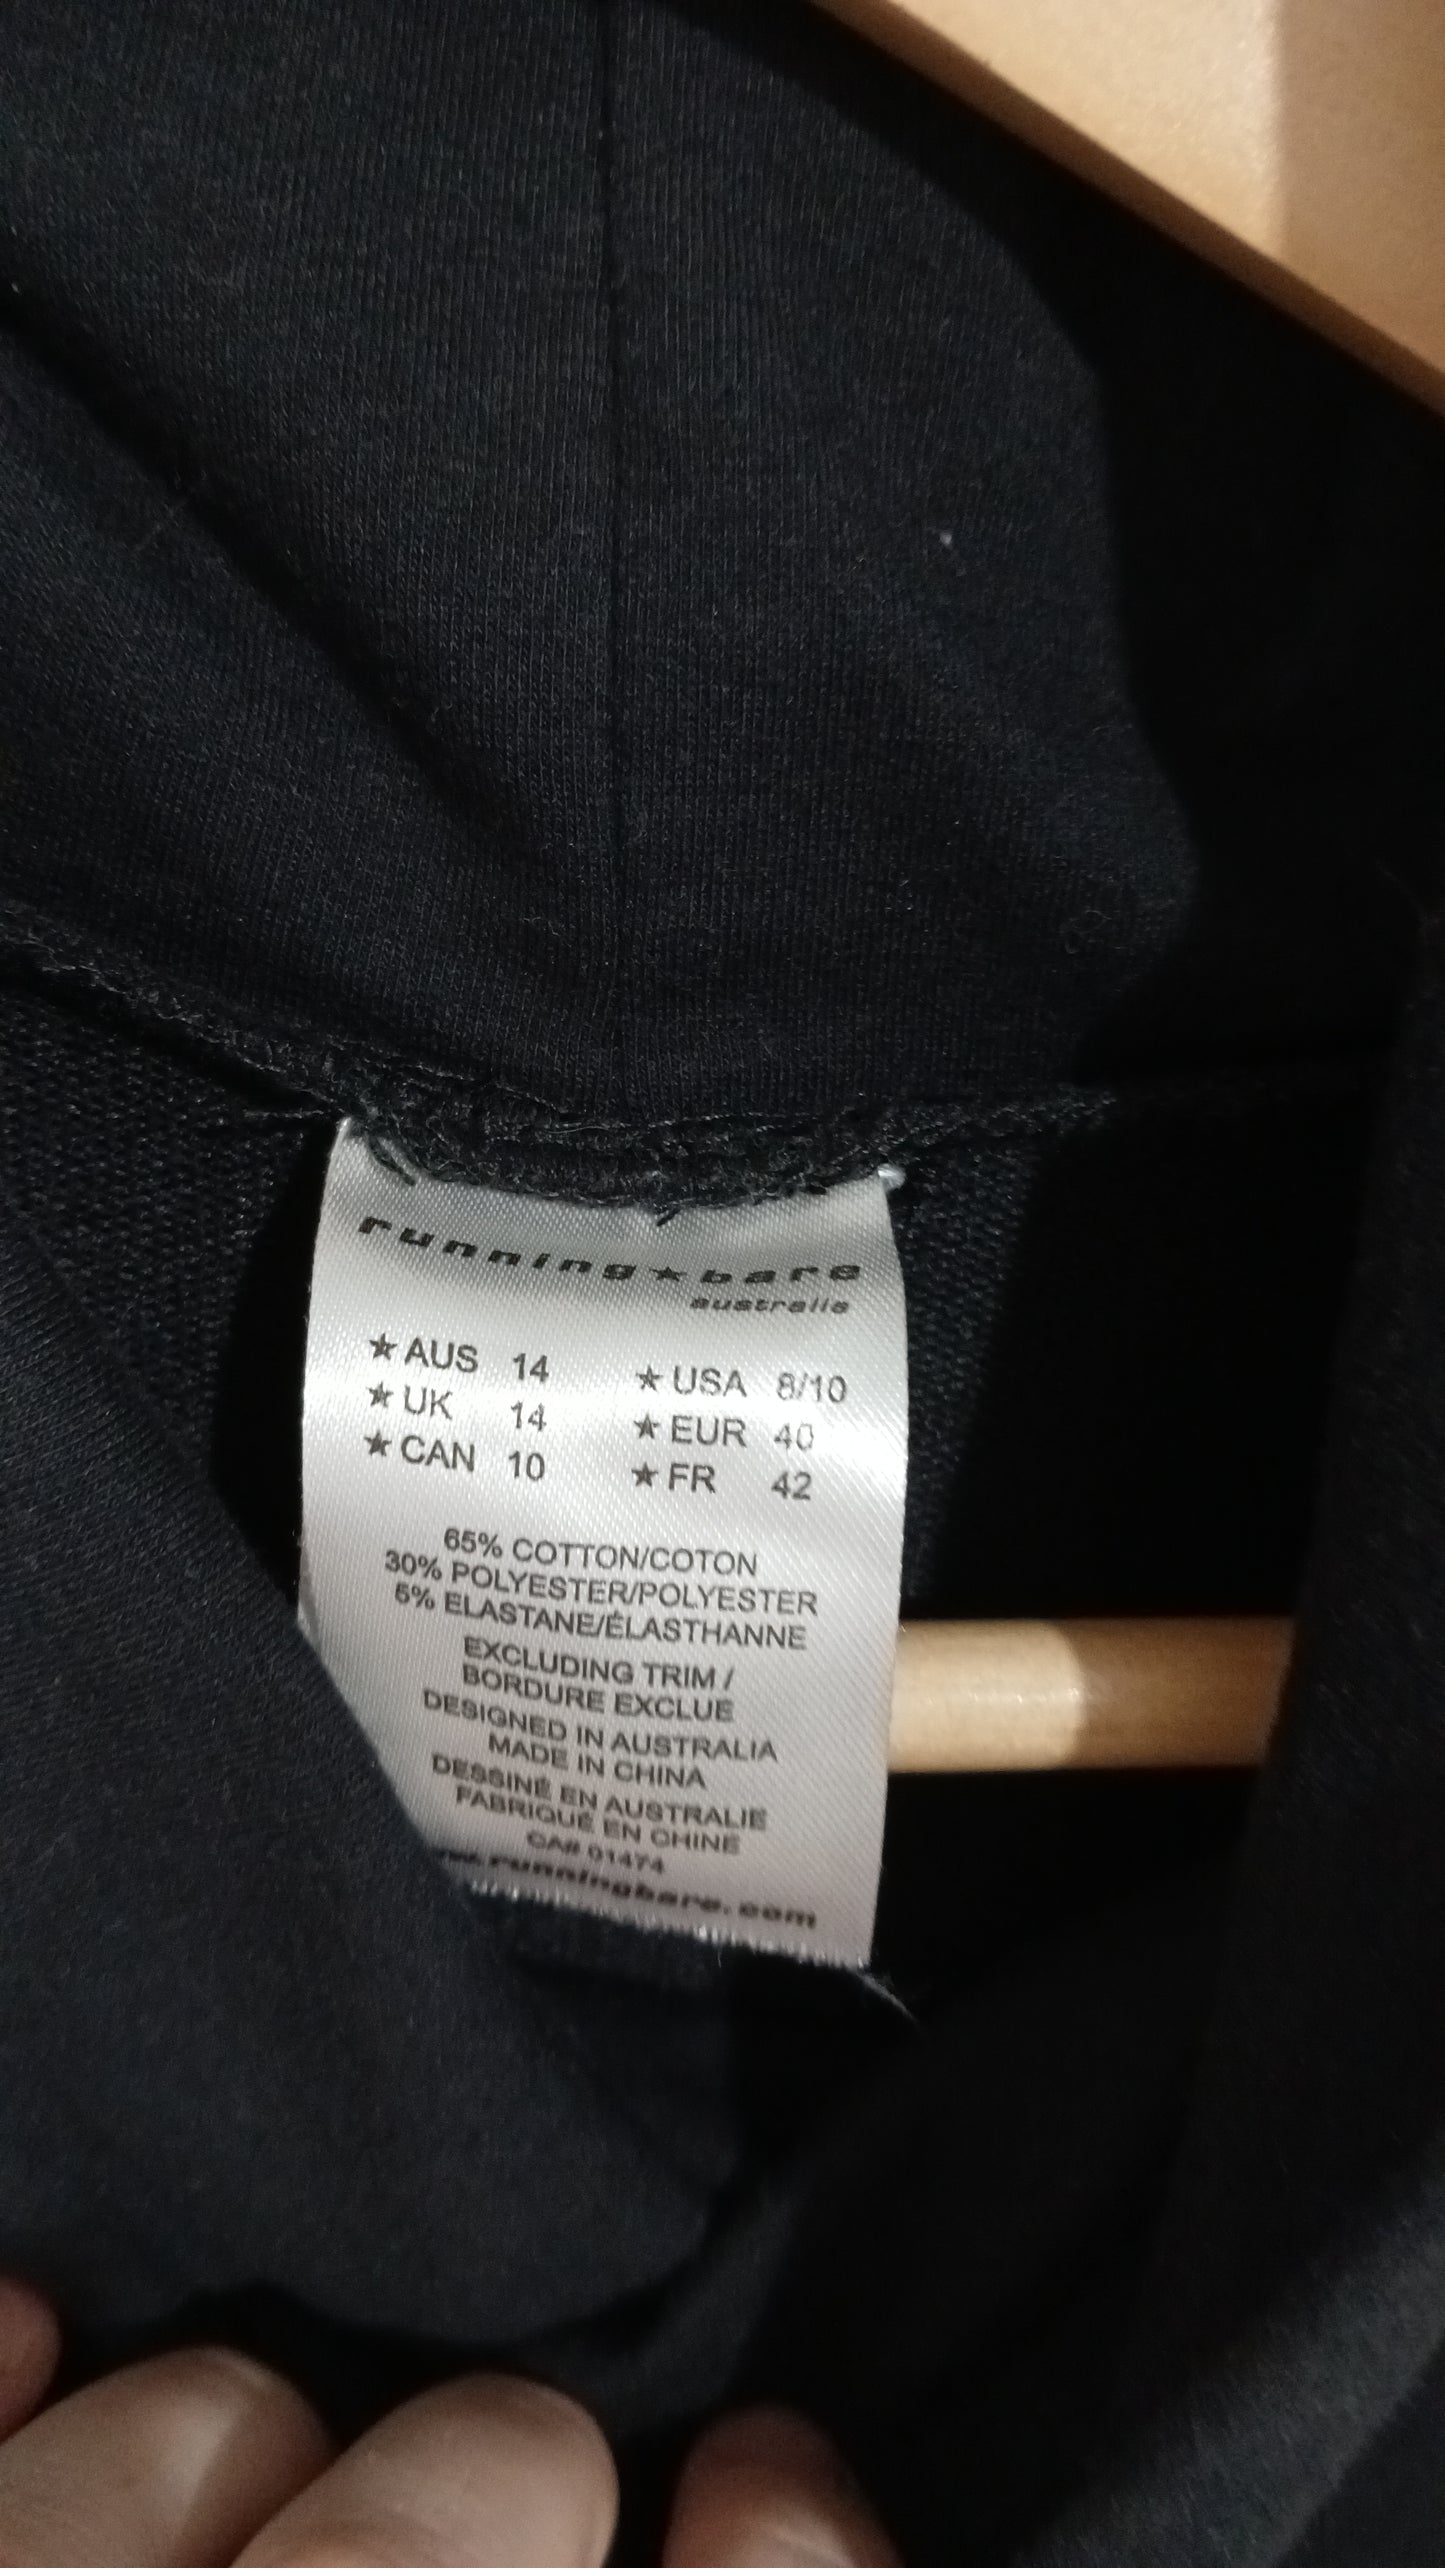 running★bare
australia
★ AUS 14 ★ USA 8/10
★ UK 14 ★ EUR 40
★ CAN 10 ★ FR 42
65% COTTON/COTON
30% POLYESTER/POLYESTER
5% ELASTANE/ÉLASTHANNE
EXCLUDING TRIM /
BORDURE EXCLUE
DESIGNED IN AUSTRALIA
MADE IN CHINA
DESSINÉ EN AUSTRALIE
FABRIQUÉ EN CHINE
CA# 01474
w.runningbare.com